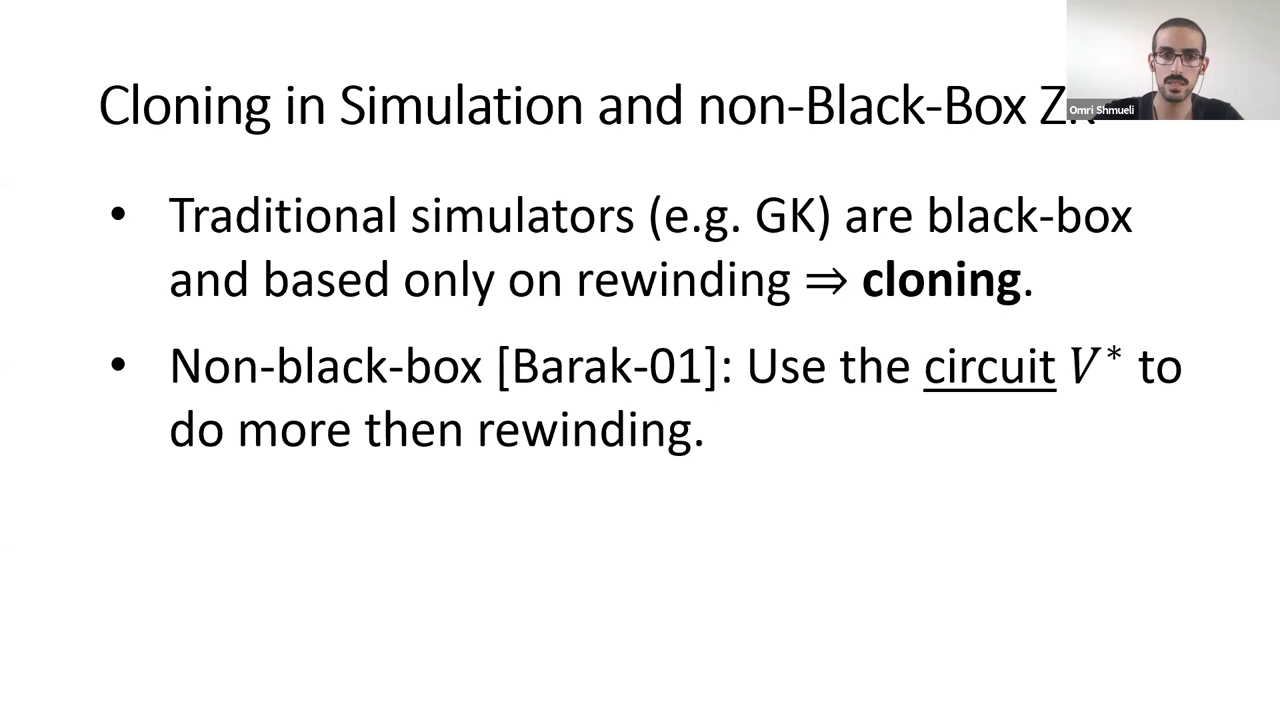 Cloning in Simulation and non-Black-Box
Omri Shmueli
• Traditional simulators (e.g. GK) are black-box
and based only on rewinding ⇒ cloning.
• Non-black-box [Barak-01]: Use the circuit V* to
do more then rewinding.